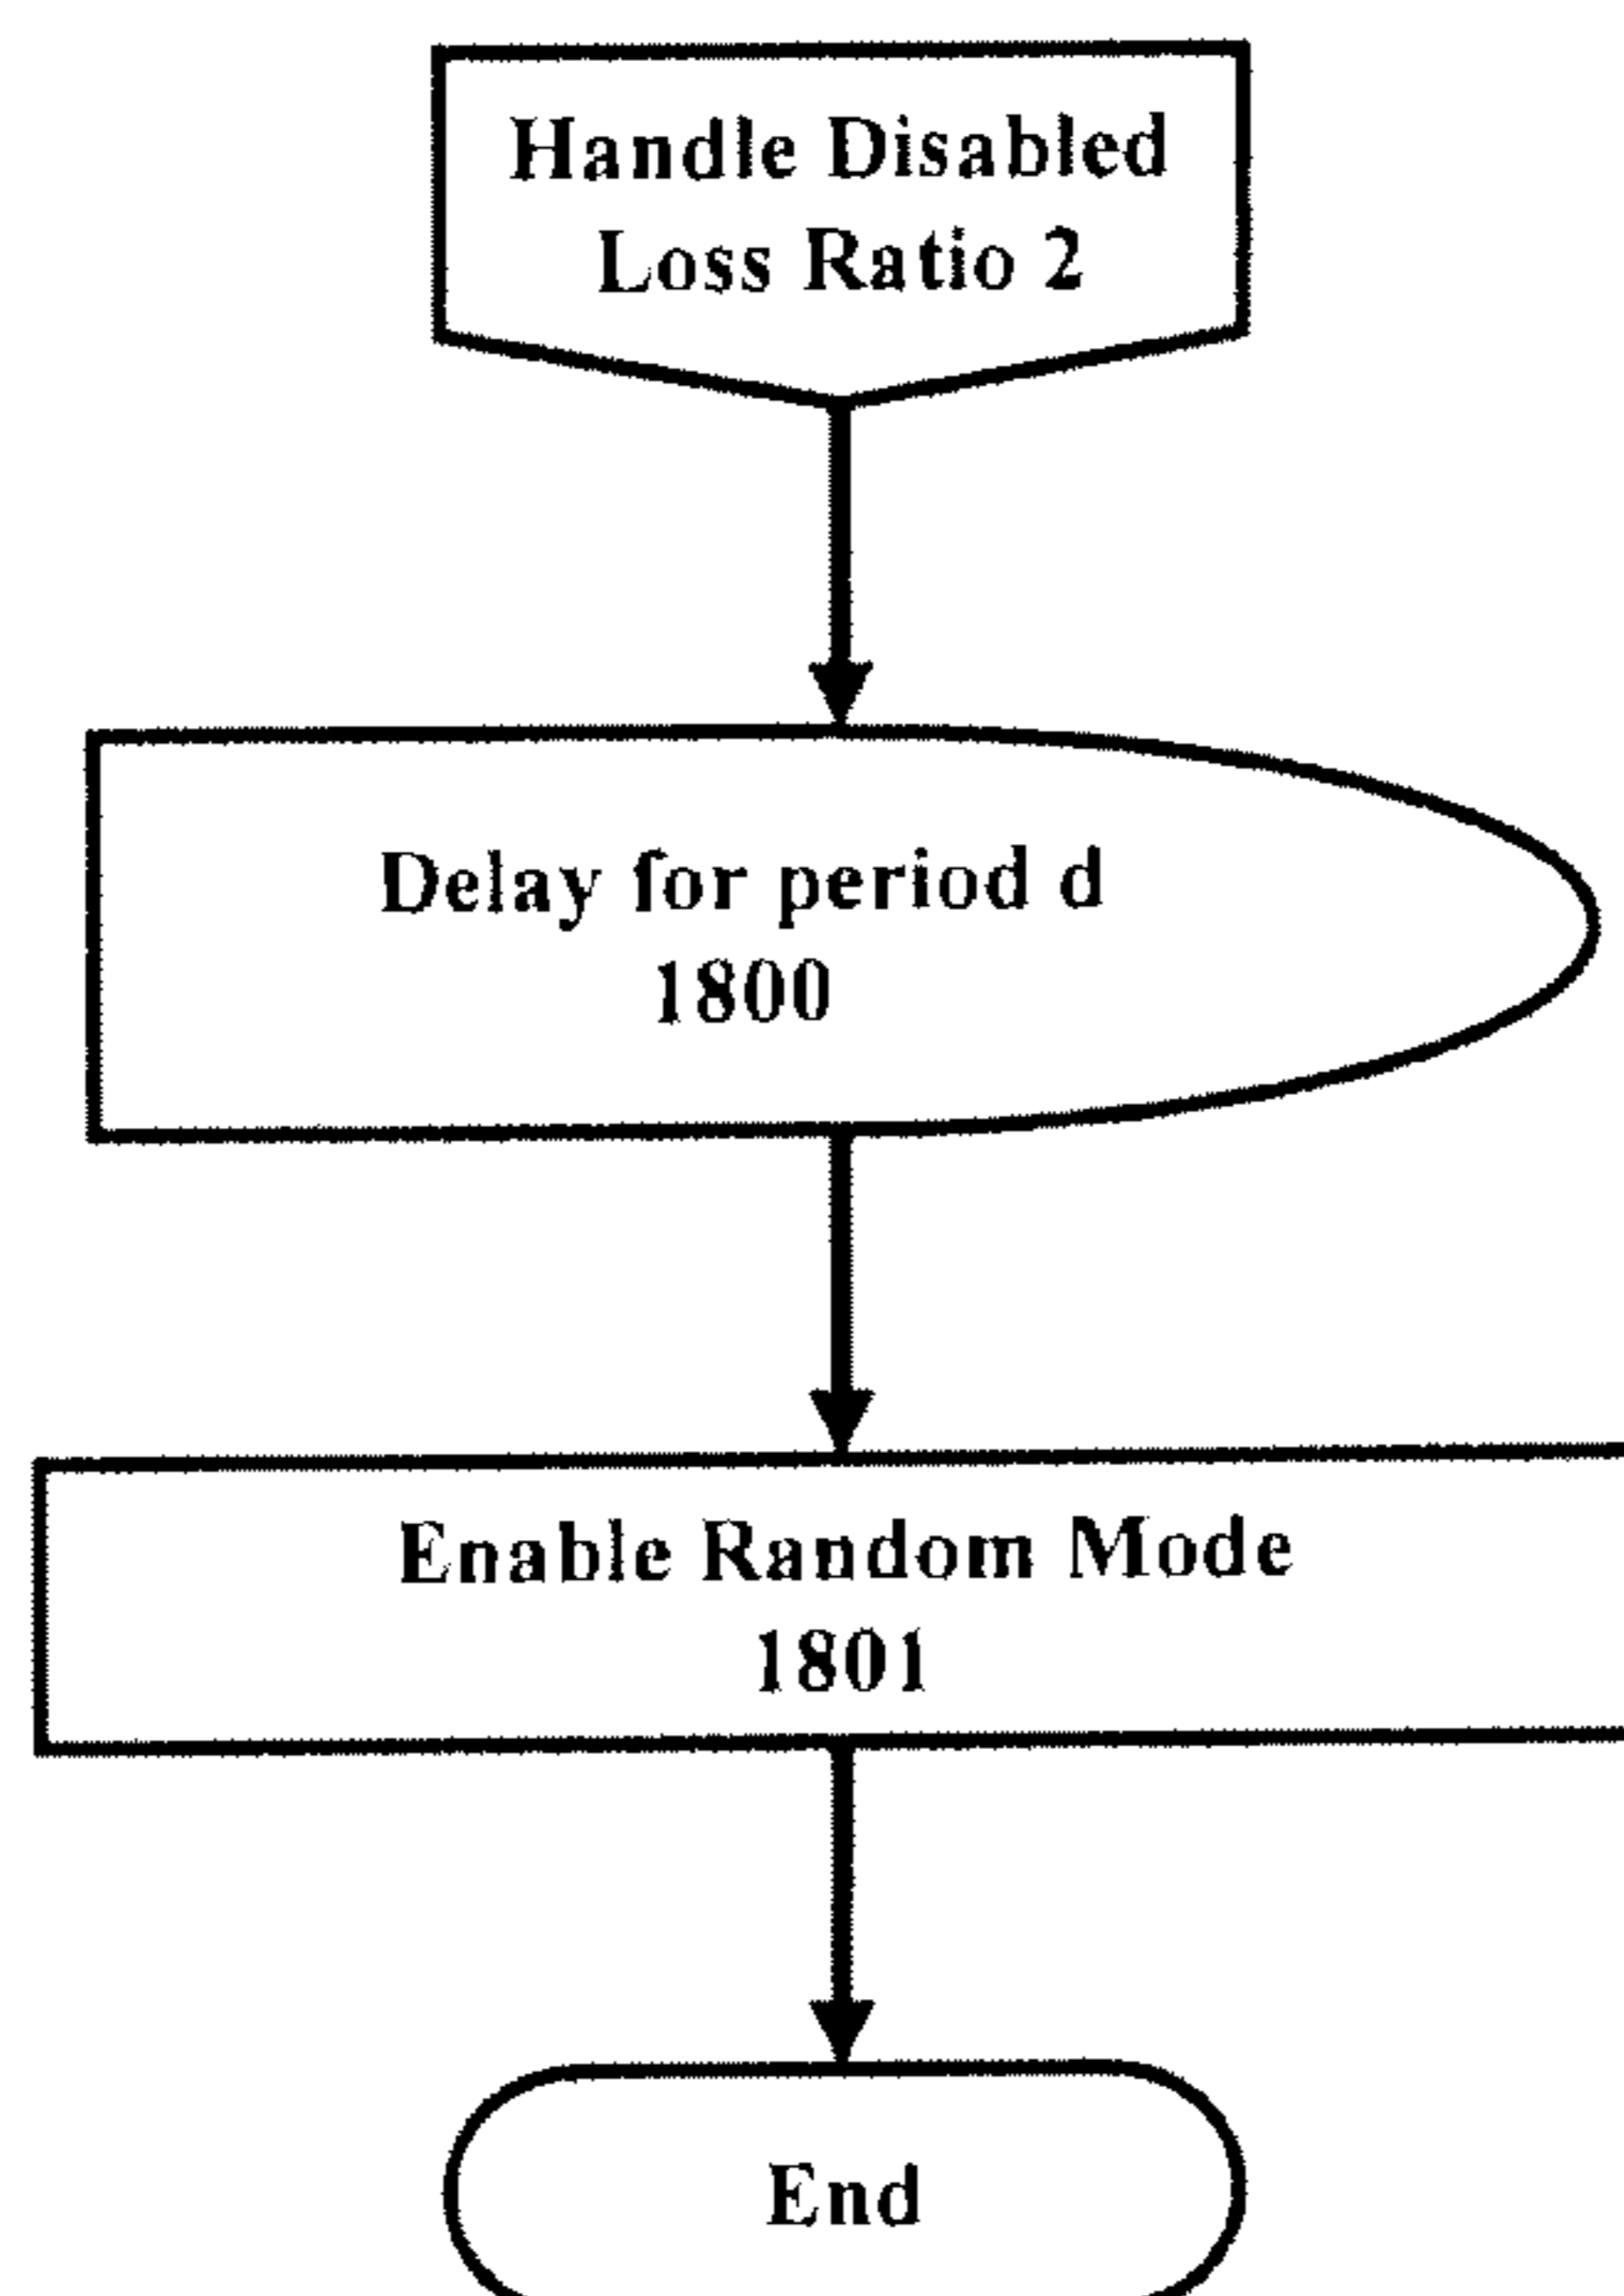 Handle Disabled
Loss Ratio 2
Delay for period d
1800
Enable Random Mode
1801
End